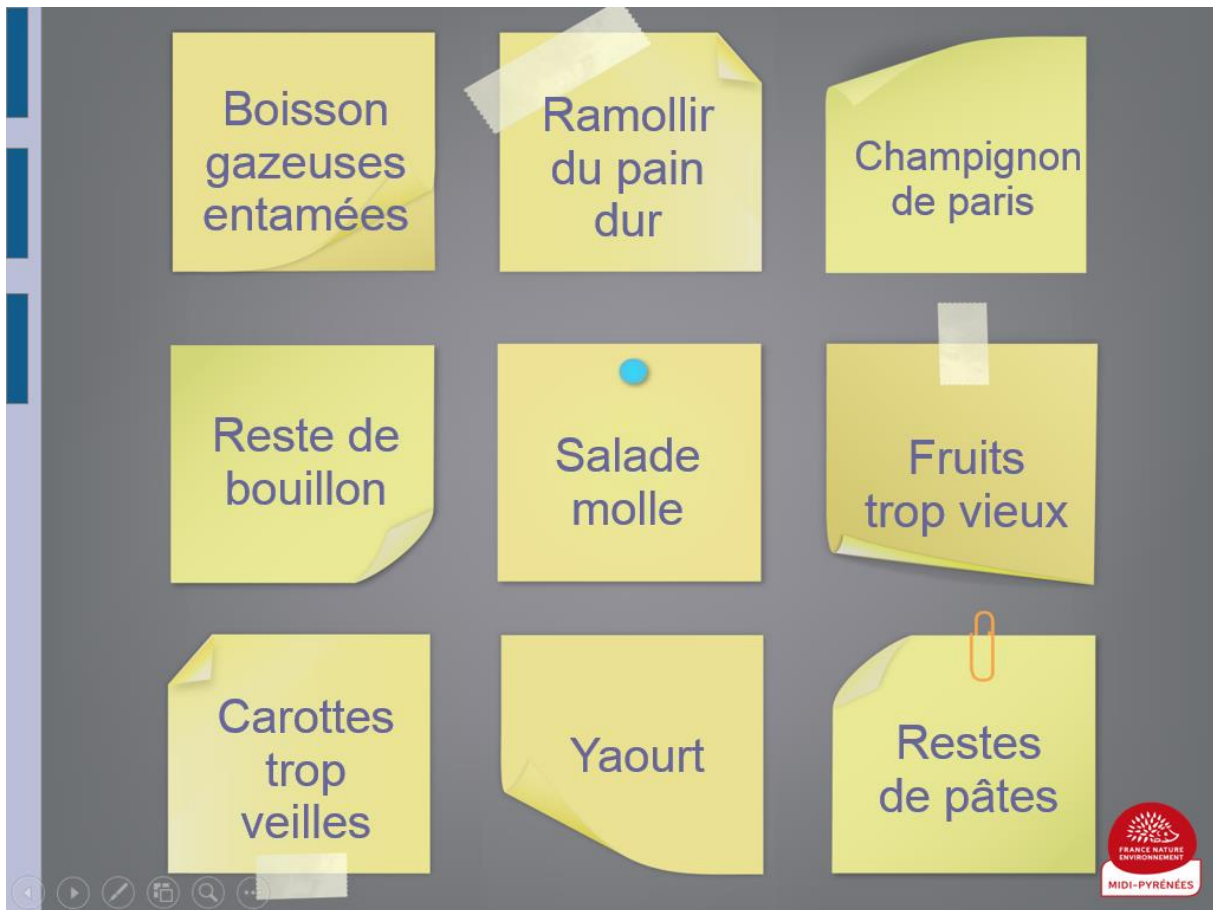 Boisson
gazeuses
entamées
Ramollir
du pain
dur
Champignon
de paris
Reste de
bouillon
Salade
molle
Fruits
trop vieux
Carottes
trop
veilles
Yaourt
Restes
de pâtes
FRANCE NATURE
ENVIRONNEMENT
MIDI-PYRÉNÉES